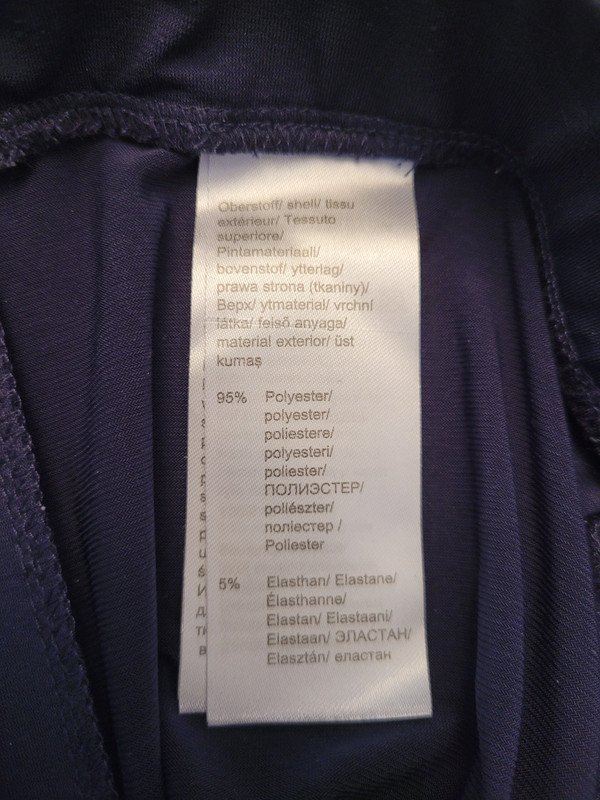 Oberstoff/ shell/ tissu
extérieur/ Tessuto
superiore/
Pintamateriaali/
bovenstof/ ytterlag/
prawa strona (tkaniny)/
Верх/ ytmaterial/ vrchní
látka/ felső anyaga/
material exterior/ üst
kumaş
95% Polyester/
polyester/
poliestere/
polyesteri/
poliester/
ПОЛИЭСТЕР/
poliészter/
поліестер /
Poliester
5% Elasthan/ Elastane/
Élasthanne/
Elastan/ Elastaani/
Elastaan/ ЭЛАСТАН/
Elasztán/ еластан